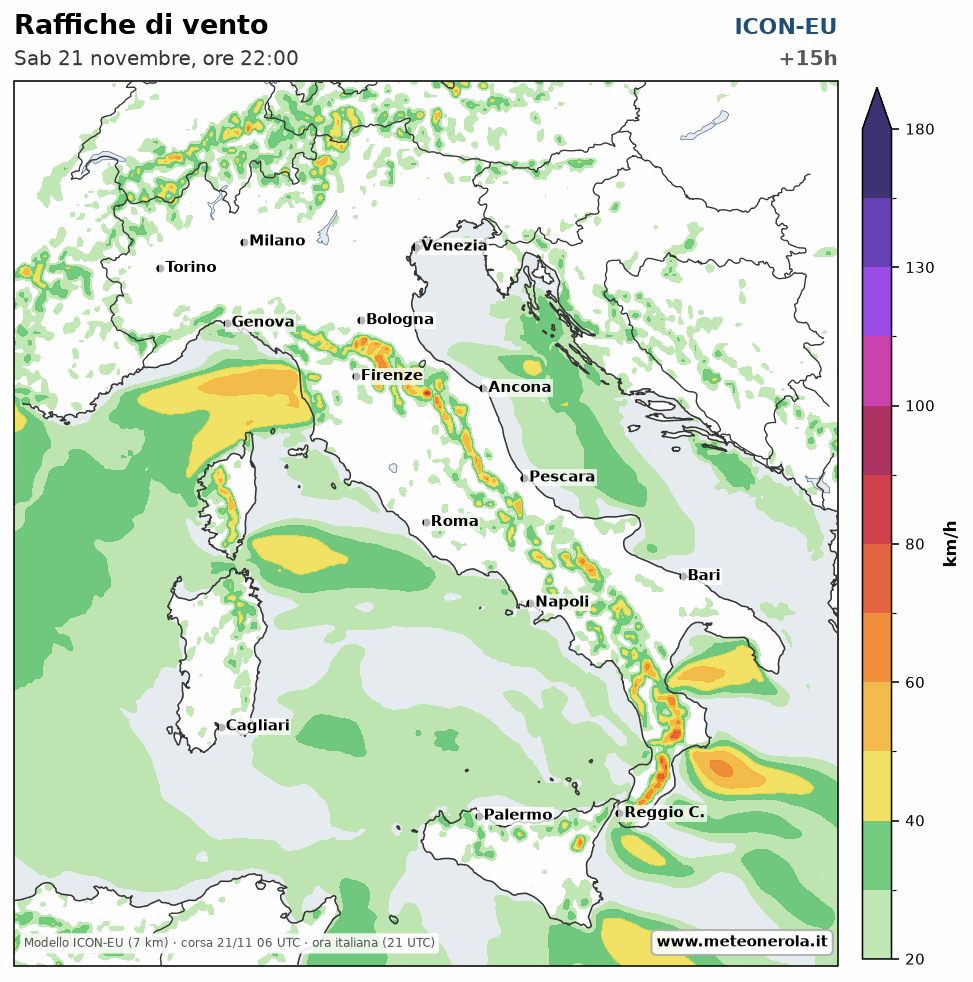 Raffiche di vento
ICON-EU
Sab 21 novembre, ore 22:00
+15h
180
130
100
80
60
40
20
km/h
Milano
Torino
Venezia
Genova
Bologna
Firenze
Ancona
Pescara
Roma
Bari
Napoli
Cagliari
Palermo
Reggio C.
Modello ICON-EU (7 km) · corsa 21/11 06 UTC · ora italiana (21 UTC)
www.meteonerola.it